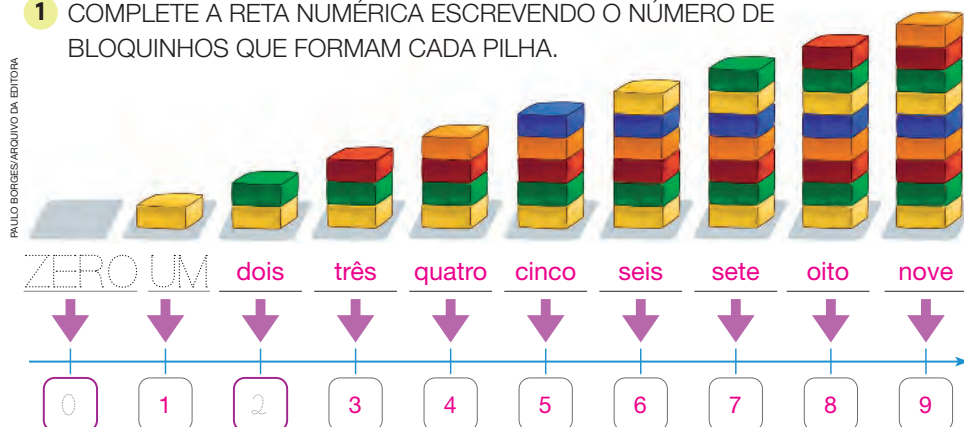 1 COMPLETE A RETA NUMÉRICA ESCREVENDO O NÚMERO DE
BLOQUINHOS QUE FORMAM CADA PILHA.
PAULO BORGES/ARQUIVO DA EDITORA
ZERO UM dois três quatro cinco seis sete oito nove
0 1 2 3 4 5 6 7 8 9